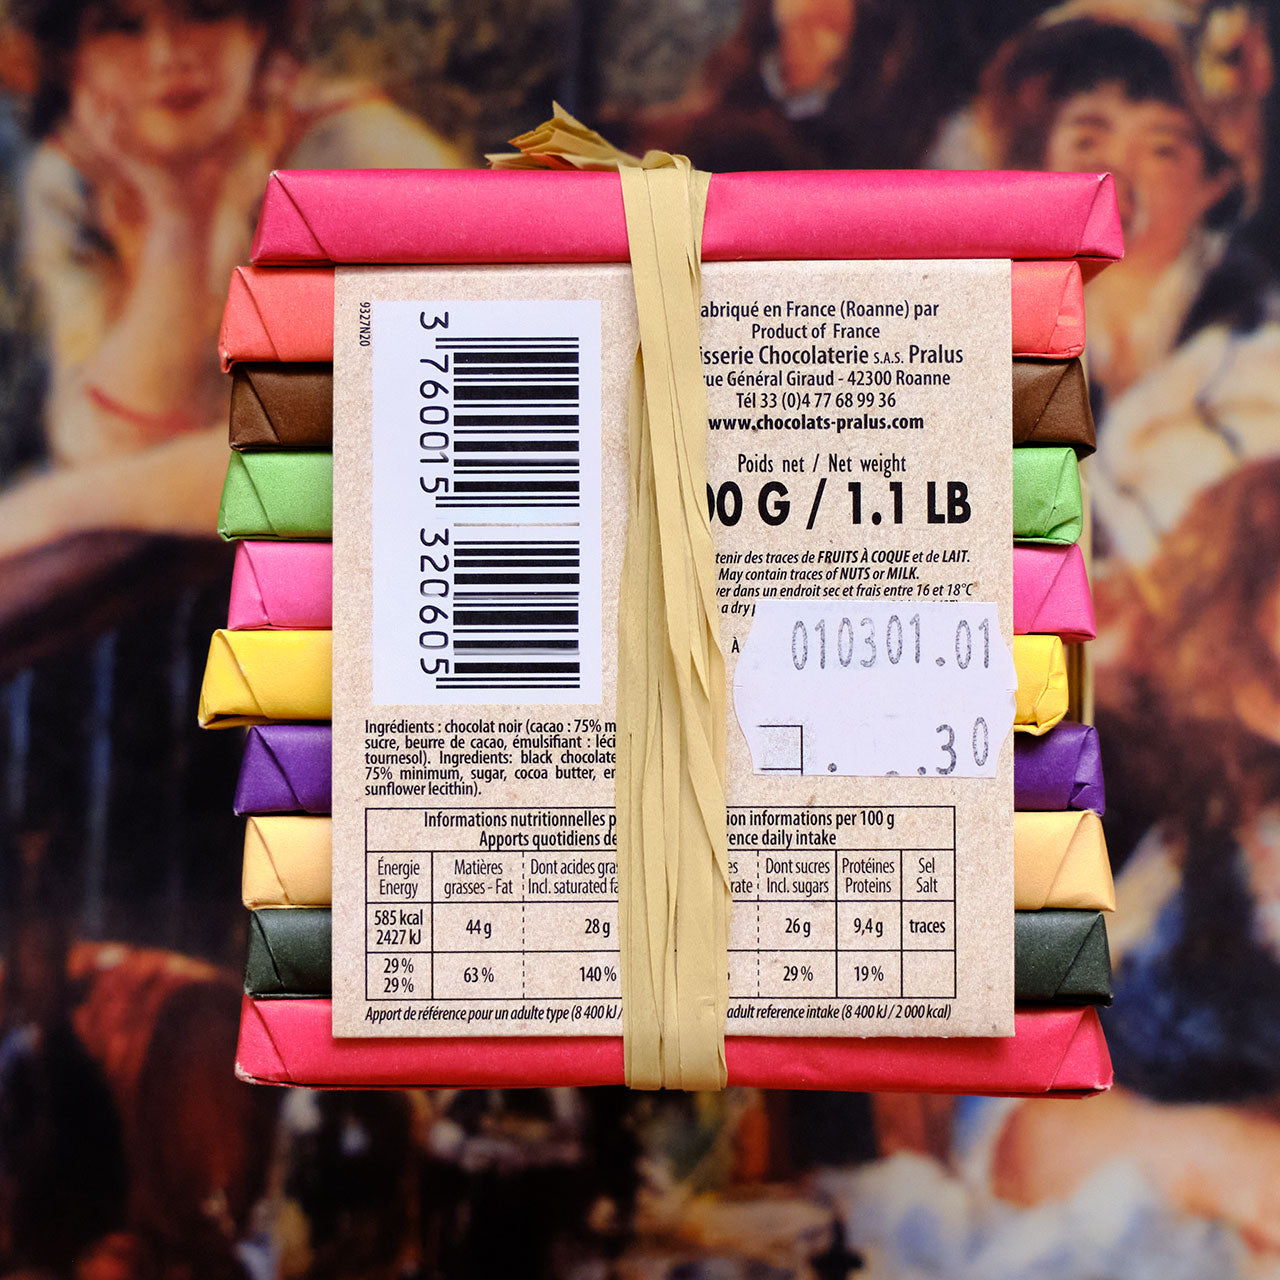 9327N20
3 760015 320605
abriqué en France (Roanne) par
Product of France
isserie Chocolaterie S.A.S. Pralus
rue Général Giraud - 42300 Roanne
Tél 33 (0)4 77 68 99 36
www.chocolats-pralus.com
Poids net / Net weight
00 G / 1.1 LB
tenir des traces de FRUITS À COQUE et de LAIT.
May contain traces of NUTS or MILK.
ver dans un endroit sec et frais entre 16 et 18°C
a dry
À
010301.01
. .30
Ingrédients : chocolat noir (cacao : 75% m
sucre, beurre de cacao, émulsifiant : léci
tournesol). Ingredients: black chocolate
75% minimum, sugar, cocoa butter, em
sunflower lecithin).
Informations nutritionnelles p ion informations per 100 g
Apports quotidiens de rence daily intake
Énergie Matières Dont acides gra es Dont sucres Protéines Sel
Energy grasses - Fat Incl. saturated fa rate Incl. sugars Proteins Salt
585 kcal
2427 kJ 44 g 28 g 26 g 9,4 g traces
29 %
29 % 63 % 140 % % 29 % 19 %
Apport de référence pour un adulte type (8 400 kJ / adult reference intake (8 400 kJ / 2 000 kcal)